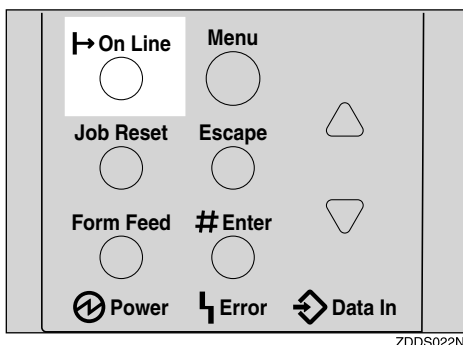 On Line Menu
Job Reset Escape
Form Feed # Enter
Power Error Data In
ZDDS022N